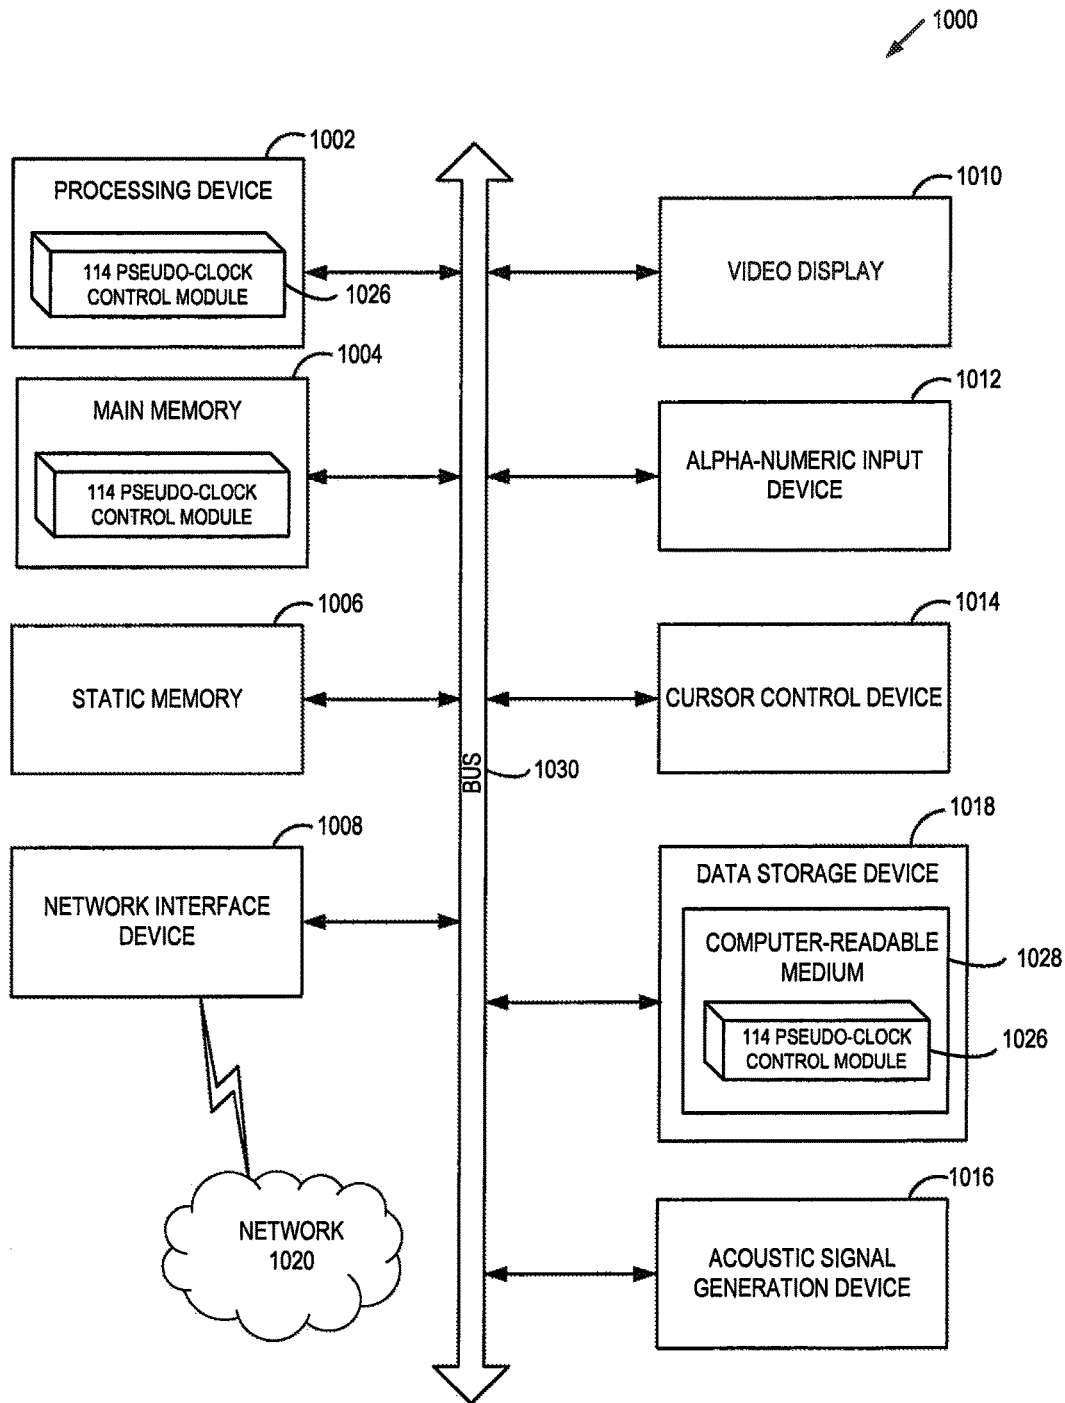 1000
1002
PROCESSING DEVICE
114 PSEUDO-CLOCK
CONTROL MODULE
1026
1004
MAIN MEMORY
114 PSEUDO-CLOCK
CONTROL MODULE
1006
STATIC MEMORY
1008
NETWORK INTERFACE
DEVICE
NETWORK
1020
BUS
1030
1010
VIDEO DISPLAY
1012
ALPHA-NUMERIC INPUT
DEVICE
1014
CURSOR CONTROL DEVICE
1018
DATA STORAGE DEVICE
COMPUTER-READABLE
MEDIUM
1028
114 PSEUDO-CLOCK
CONTROL MODULE
1026
1016
ACOUSTIC SIGNAL
GENERATION DEVICE